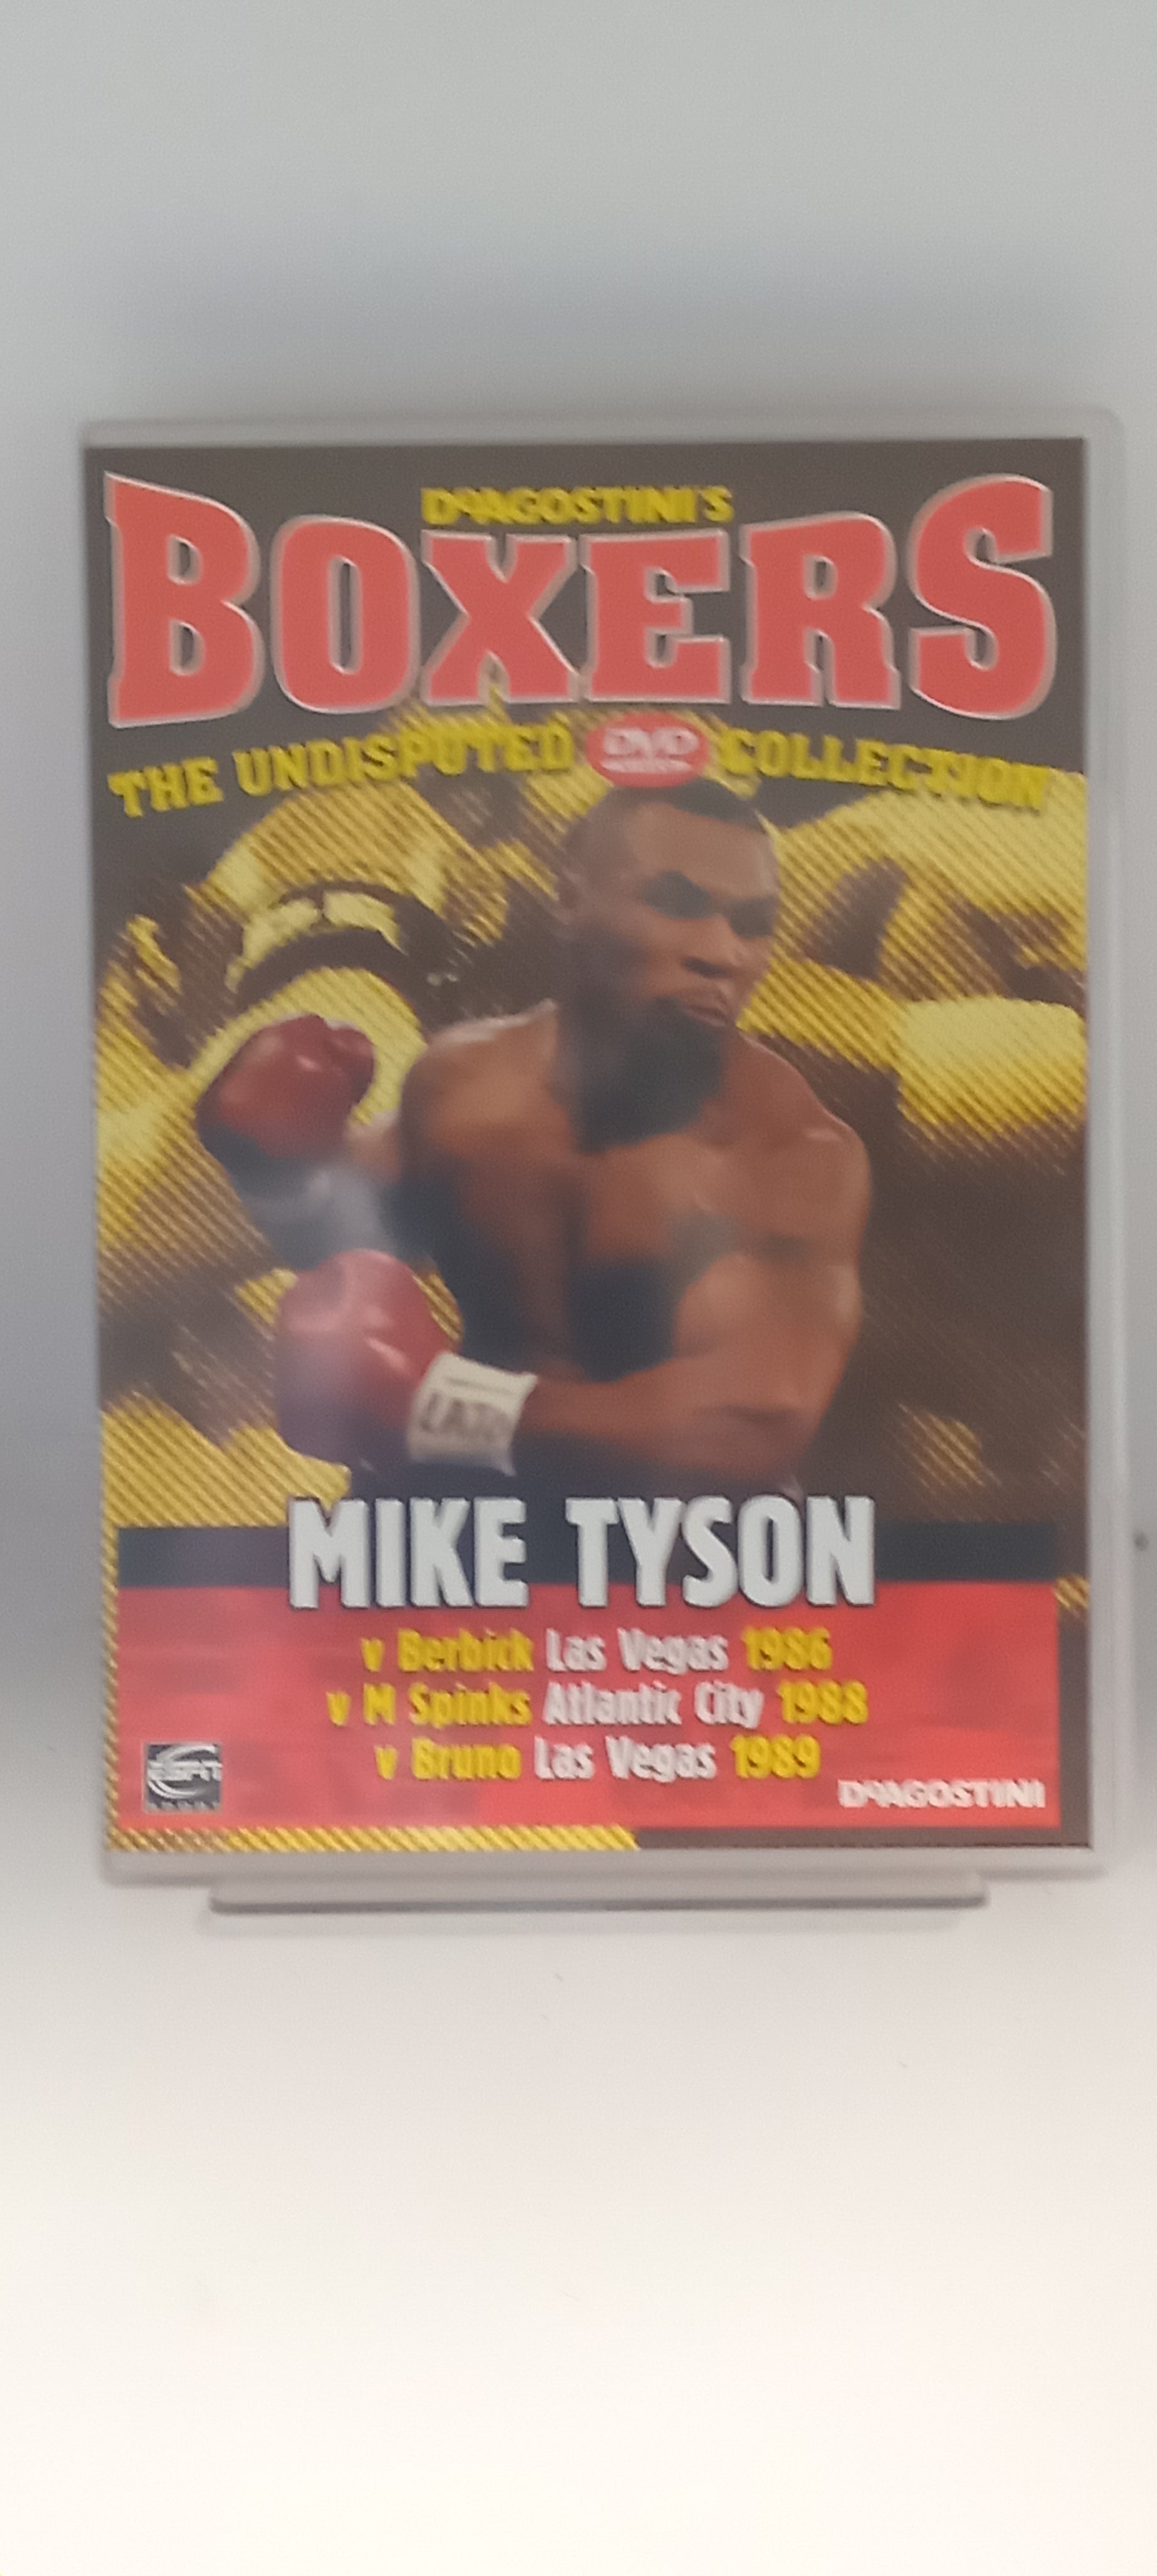 DeAGOSTINI'S
BOXERS
THE UNDISPUTED DVD COLLECTION
MIKE TYSON
v Berbick Las Vegas 1986
v M Spinks Atlantic City 1988
v Bruno Las Vegas 1989
ESPN
DeAGOSTINI